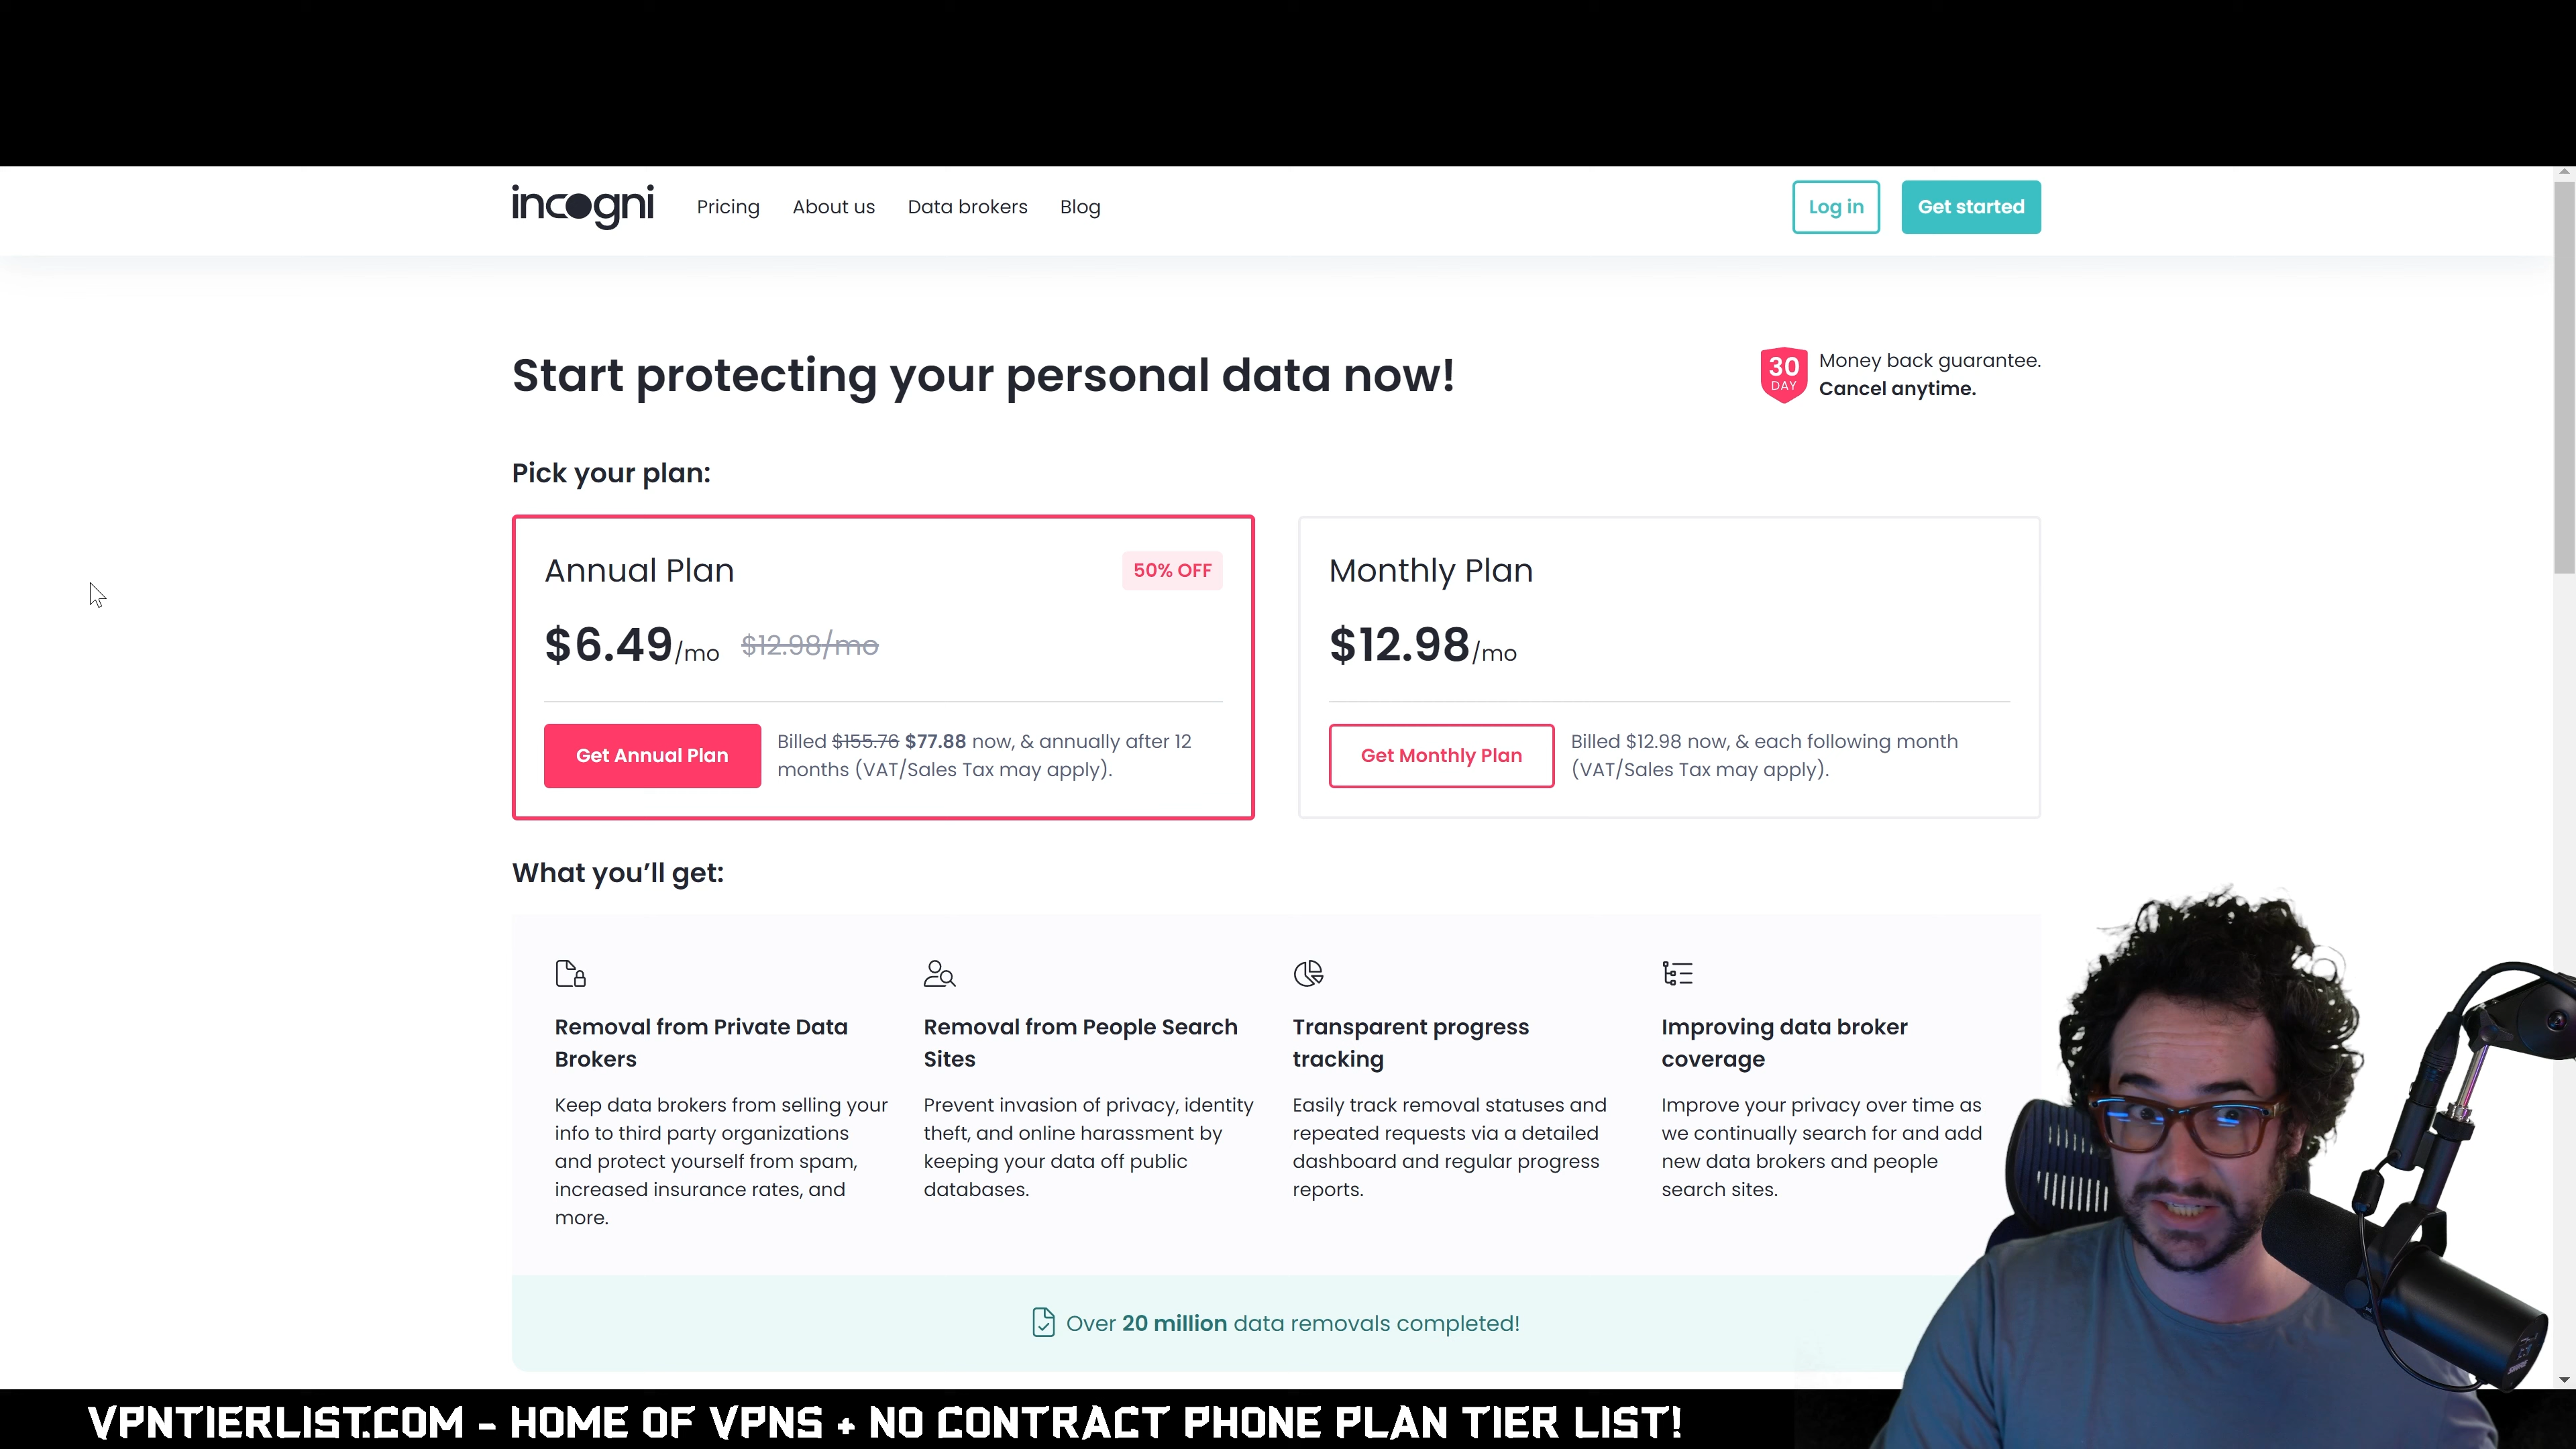 incogni
Pricing
About us
Data brokers
Blog
Log in
Get started
Start protecting your personal data now!
30
DAY
Money back guarantee.
Cancel anytime.
Pick your plan:
Annual Plan
50% OFF
$6.49/mo $12.98/mo
Get Annual Plan
Billed $155.76 $77.88 now, & annually after 12
months (VAT/Sales Tax may apply).
Monthly Plan
$12.98/mo
Get Monthly Plan
Billed $12.98 now, & each following month
(VAT/Sales Tax may apply).
What you’ll get:
Removal from Private Data
Brokers
Keep data brokers from selling your
info to third party organizations
and protect yourself from spam,
increased insurance rates, and
more.
Removal from People Search
Sites
Prevent invasion of privacy, identity
theft, and online harassment by
keeping your data off public
databases.
Transparent progress
tracking
Easily track removal statuses and
repeated requests via a detailed
dashboard and regular progress
reports.
Improving data broker
coverage
Improve your privacy over time as
we continually search for and add
new data brokers and people
search sites.
Over 20 million data removals completed!
VPNTIERLIST.COM - HOME OF VPNS + NO CONTRACT PHONE PLAN TIER LIST!